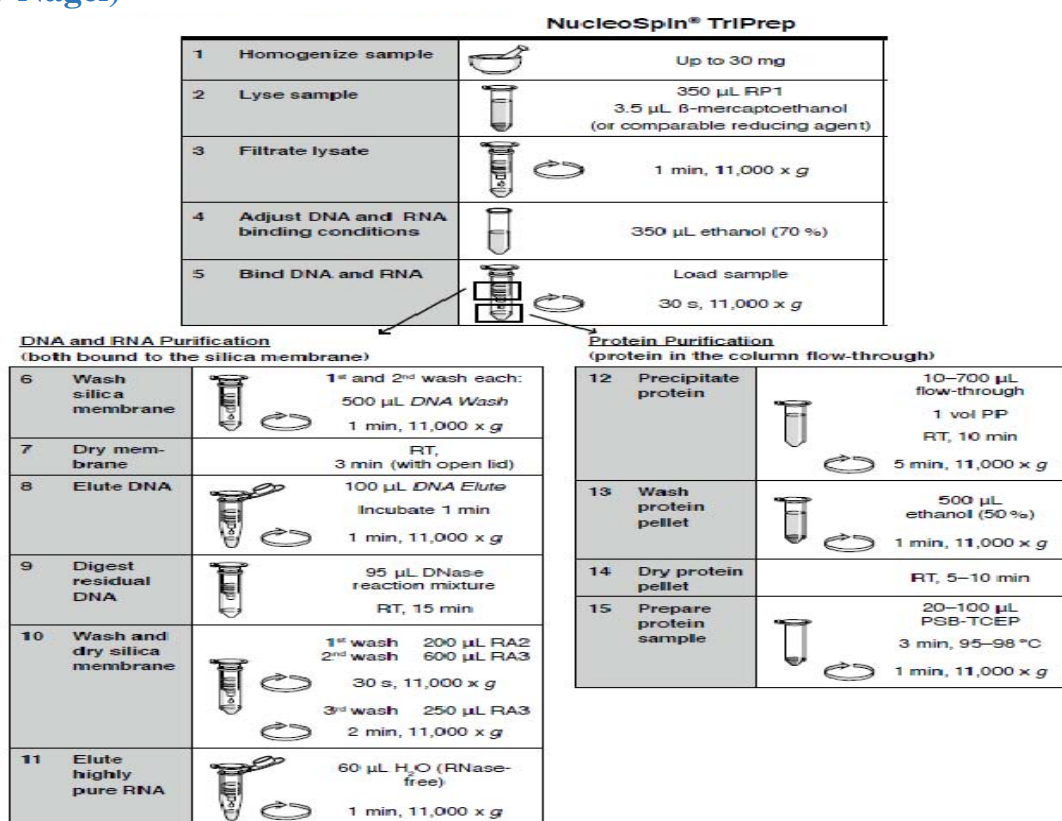 Nagel)
NucleoSpin® TriPrep
1 Homogenize sample
Up to 30 mg
2 Lyse sample
350 µL RP1
3.5 µL ß-mercaptoethanol
(or comparable reducing agent)
3 Filtrate lysate
1 min, 11,000 x g
4 Adjust DNA and RNA
binding conditions
350 µL ethanol (70 %)
5 Bind DNA and RNA
Load sample
30 s, 11,000 x g
DNA and RNA Purification
(both bound to the silica membrane)
6 Wash
silica
membrane
1st and 2nd wash each:
500 µL DNA Wash
1 min, 11,000 x g
7 Dry mem-
brane
RT,
3 min (with open lid)
8 Elute DNA
100 µL DNA Elute
Incubate 1 min
1 min, 11,000 x g
9 Digest
residual
DNA
95 µL DNase
reaction mixture
RT, 15 min
10 Wash and
dry silica
membrane
1st wash 200 µL RA2
2nd wash 600 µL RA3
30 s, 11,000 x g
3rd wash 250 µL RA3
2 min, 11,000 x g
11 Elute
highly
pure RNA
60 µL H2O (RNase-
free)
1 min, 11,000 x g
Protein Purification
(protein in the column flow-through)
12 Precipitate
protein
10–700 µL
flow-through
1 vol PP
RT, 10 min
5 min, 11,000 x g
13 Wash
protein
pellet
500 µL
ethanol (50 %)
1 min, 11,000 x g
14 Dry protein
pellet
RT, 5–10 min
15 Prepare
protein
sample
20–100 µL
PSB-TCEP
3 min, 95–98 °C
1 min, 11,000 x g